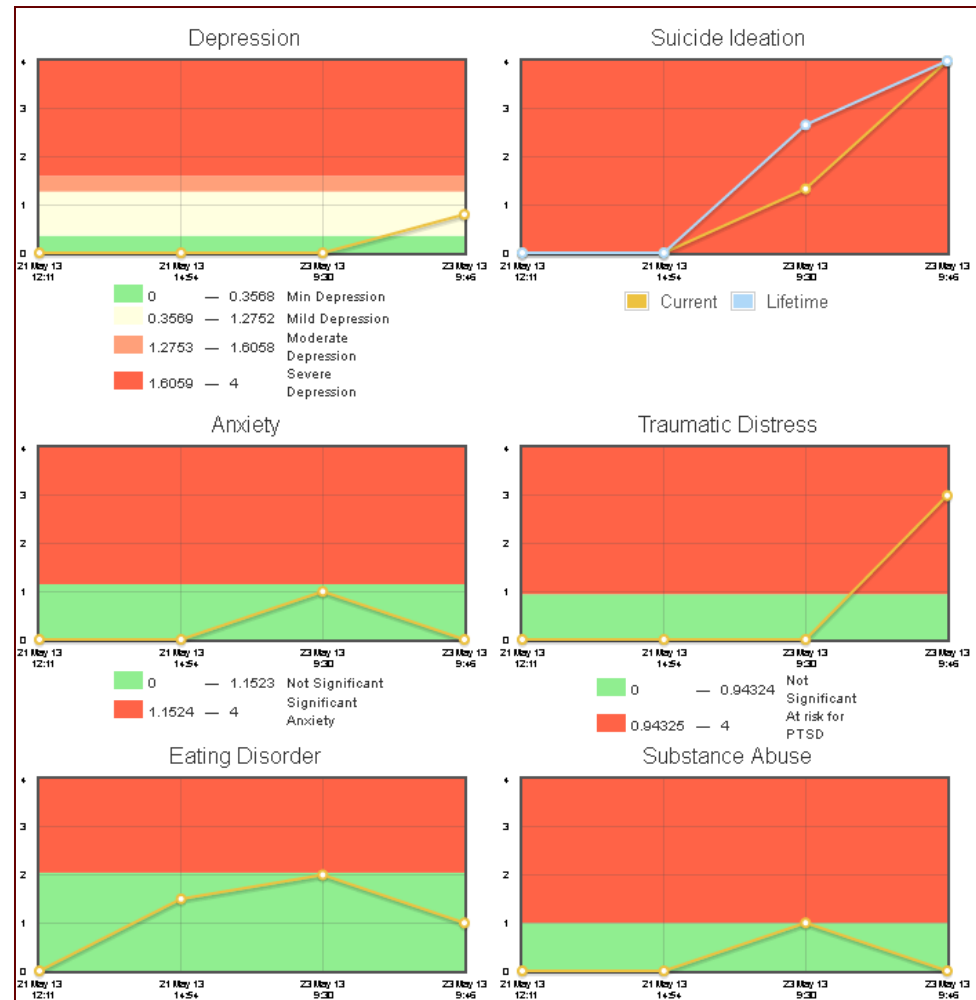 Depression
4
3
2
1
0
21 May 13 21 May 13 23 May 13 23 May 13
12:11 14:54 9:30 9:46
0 — 0.3568 Min Depression
0.3569 — 1.2752 Mild Depression
1.2753 — 1.6058 Moderate
Depression
1.6059 — 4 Severe
Depression
Suicide Ideation
4
3
2
1
0
21 May 13 21 May 13 23 May 13 23 May 13
12:11 14:54 9:30 9:46
Current Lifetime
Anxiety
4
3
2
1
0
21 May 13 21 May 13 23 May 13 23 May 13
12:11 14:54 9:30 9:46
0 — 1.1523 Not Significant
1.1524 — 4 Significant
Anxiety
Traumatic Distress
4
3
2
1
0
21 May 13 21 May 13 23 May 13 23 May 13
12:11 14:54 9:30 9:46
0 — 0.94324 Not
Significant
0.94325 — 4 At risk for
PTSD
Eating Disorder
4
3
2
1
0
21 May 13 21 May 13 23 May 13 23 May 13
12:11 14:54 9:30 9:46
Substance Abuse
4
3
2
1
0
21 May 13 21 May 13 23 May 13 23 May 13
12:11 14:54 9:30 9:46